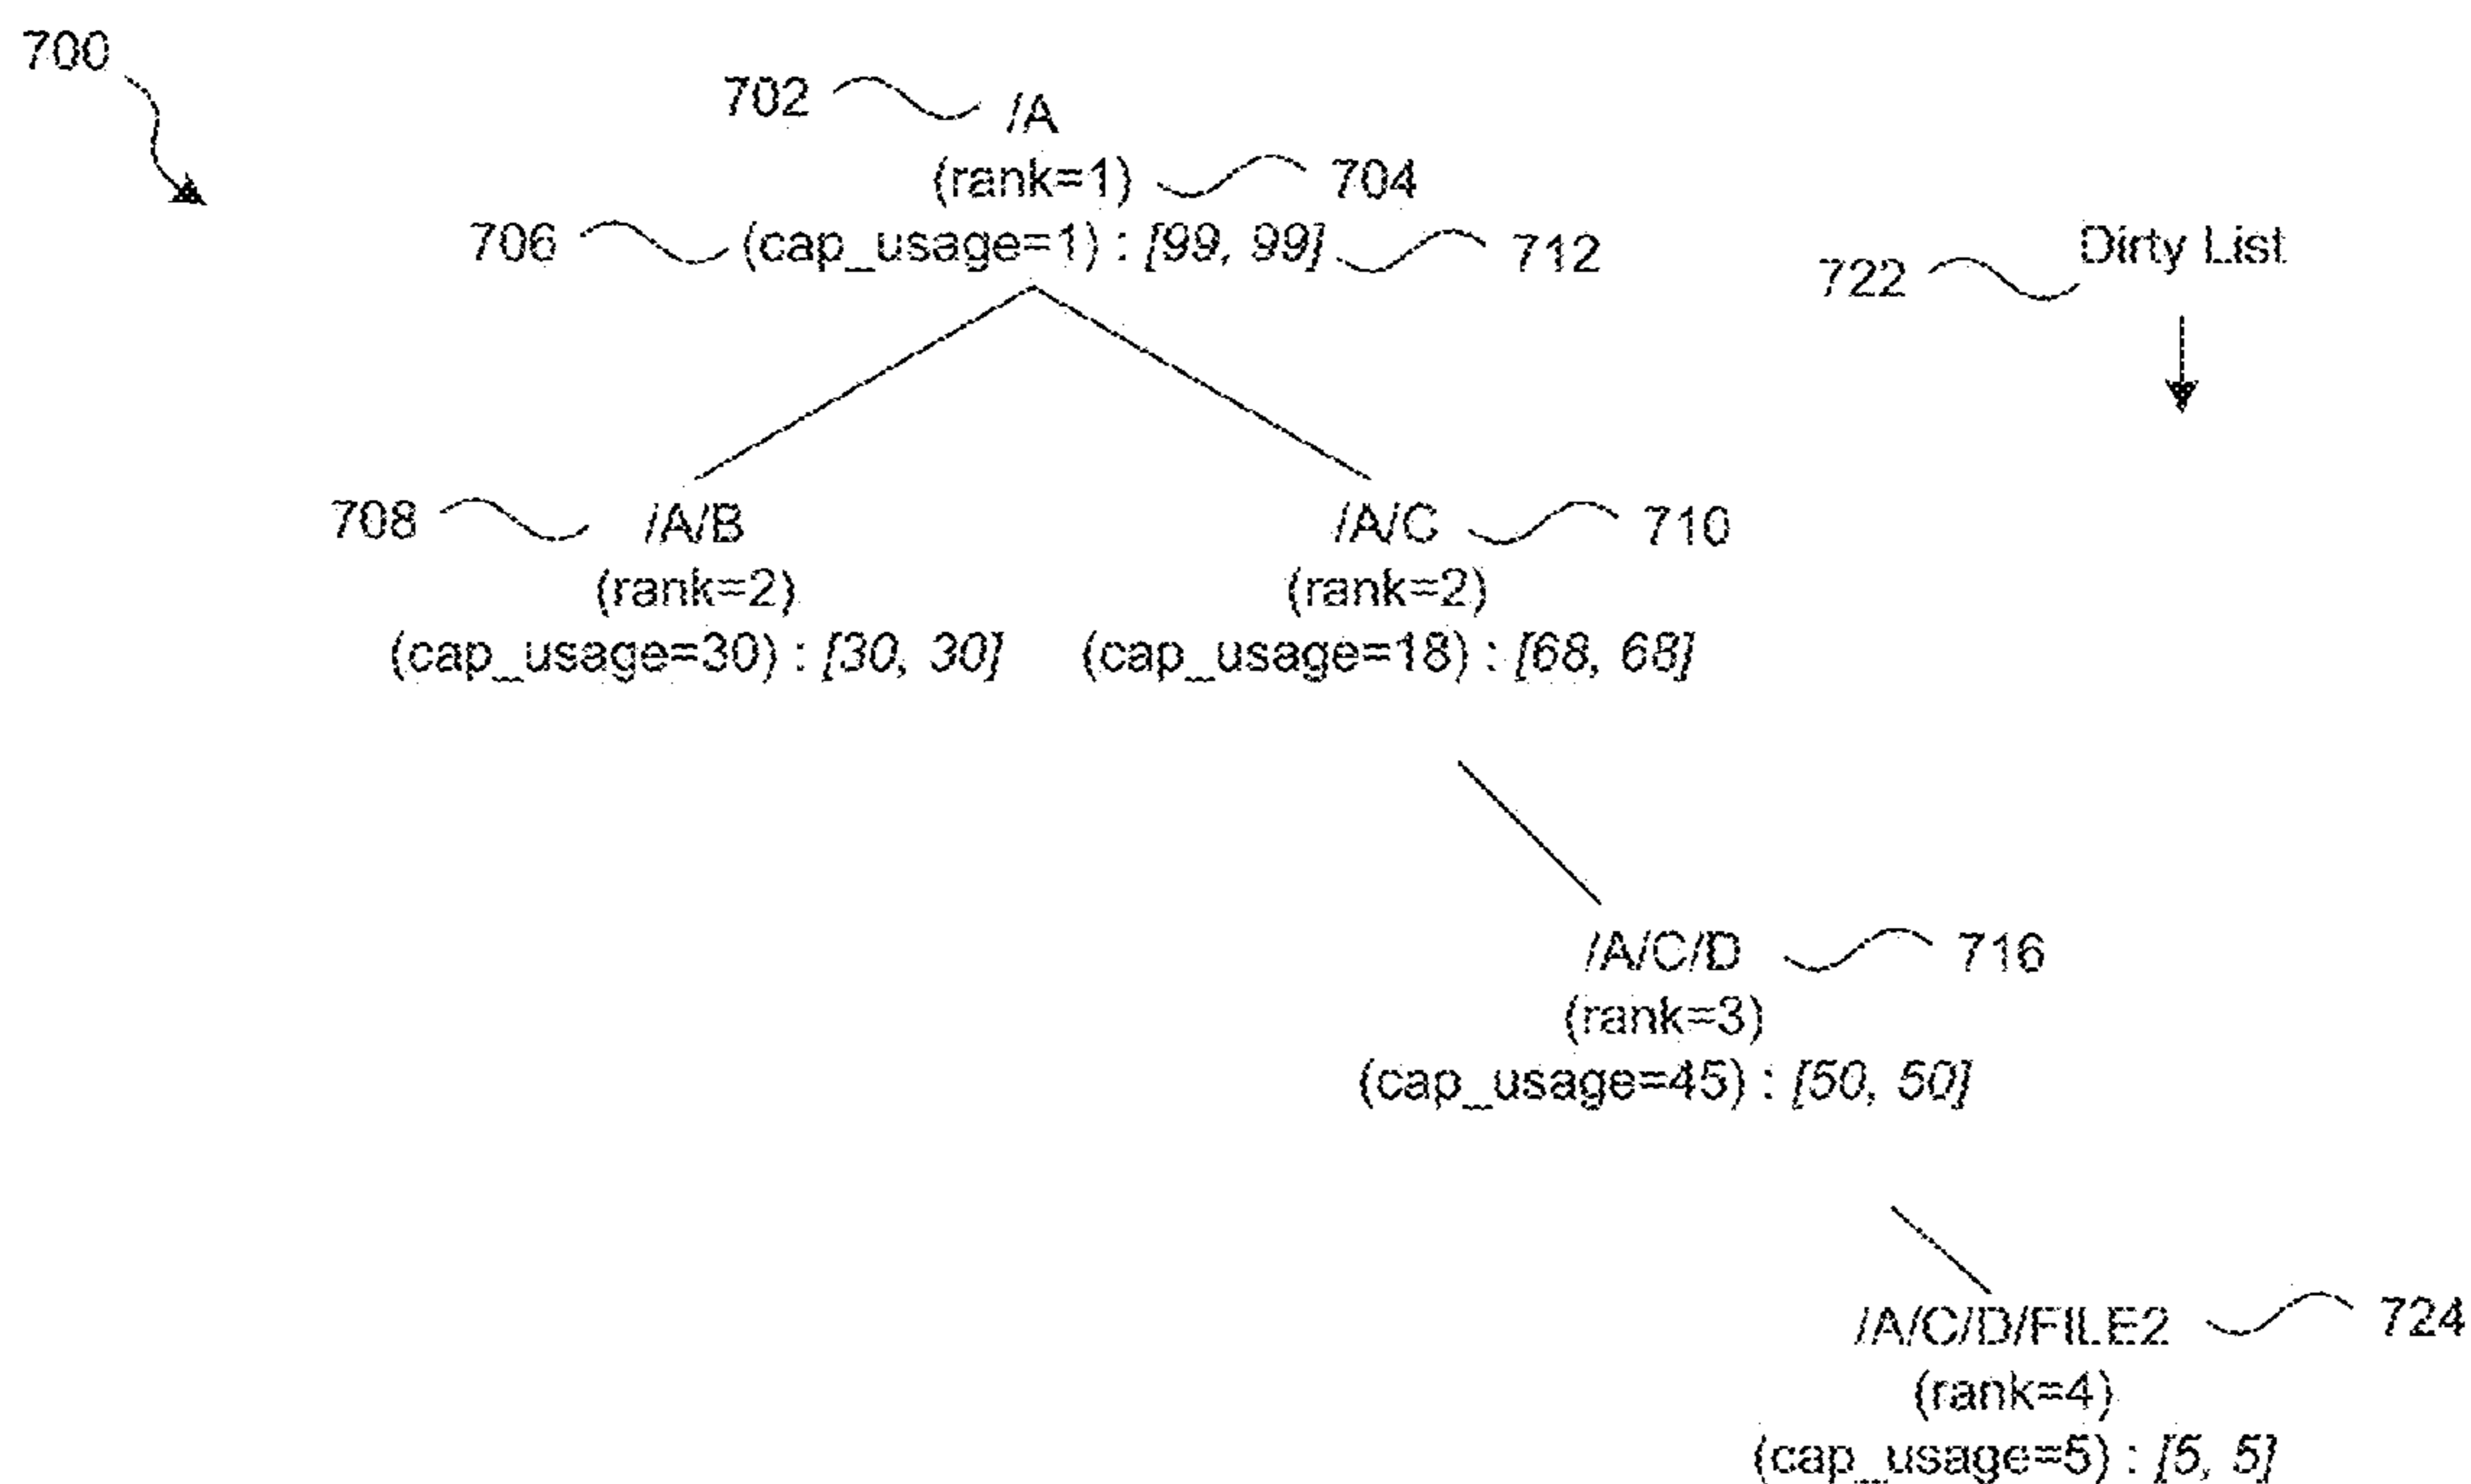 700
702 /A
(rank=1) 704
706 (cap_usage=1) : [99, 99] 712
722 Dirty List
708 /A/B
/A/C 710
(rank=2)
(rank=2)
(cap_usage=30) : [30, 30]
(cap_usage=18) : [68, 68]
/A/C/D 716
(rank=3)
(cap_usage=45) : [50, 50]
/A/C/D/FILE2 724
(rank=4)
(cap_usage=5) : [5, 5]